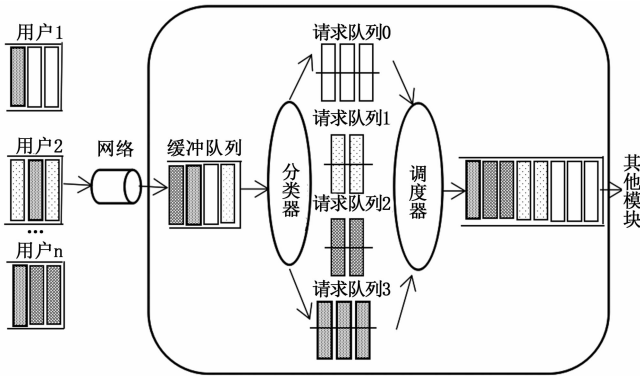 用户1
用户2
...
用户n
网络
缓冲队列
分类器
请求队列0
请求队列1
请求队列2
请求队列3
调度器
其他模块